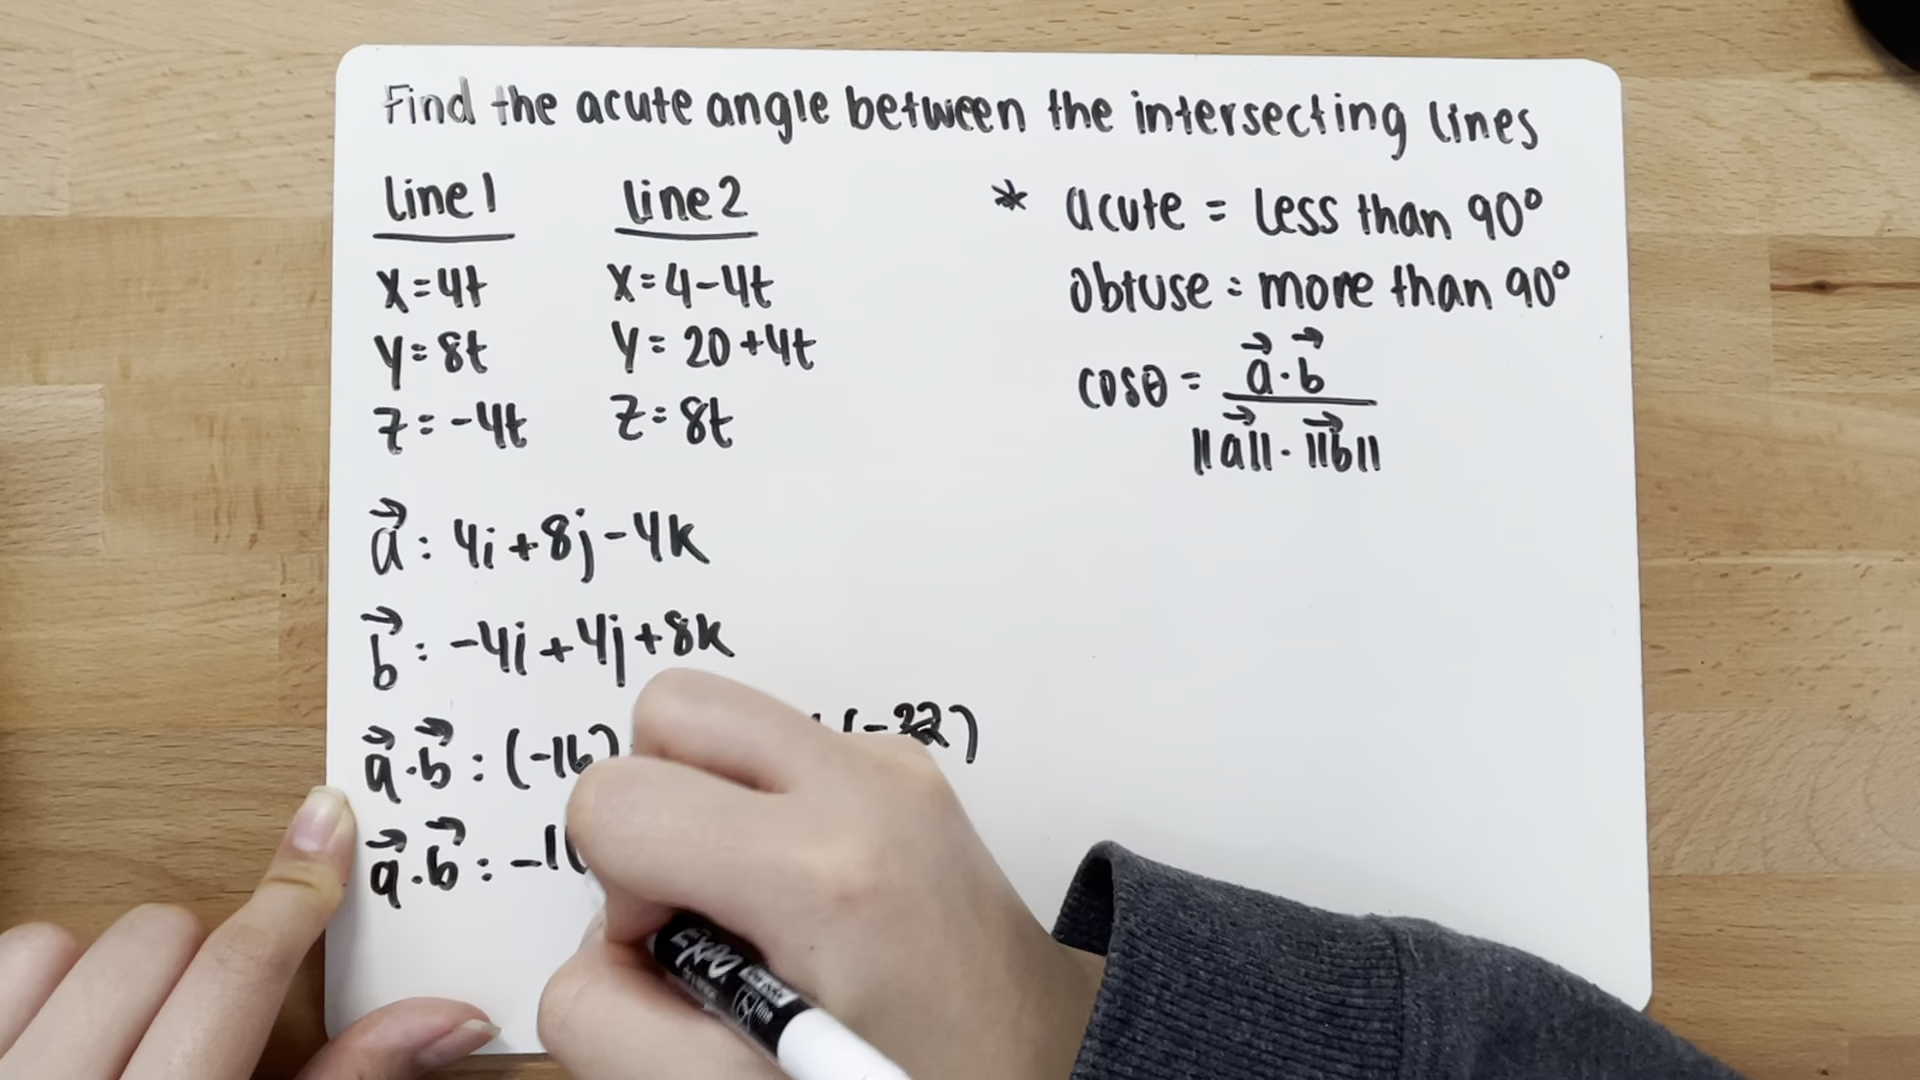 Find the acute angle between the intersecting lines
line 1
x=4t
y=8t
z=-4t
line 2
x=4-4t
y=20+4t
z=8t
* acute = less than 90°
obtuse = more than 90°
cosθ = a⃗·b⃗ / ||a⃗||·||b⃗||
a⃗: 4i+8j-4k
b⃗: -4i+4j+8k
a⃗·b⃗: (-16) (-32)
a⃗·b⃗: -1
EXPO